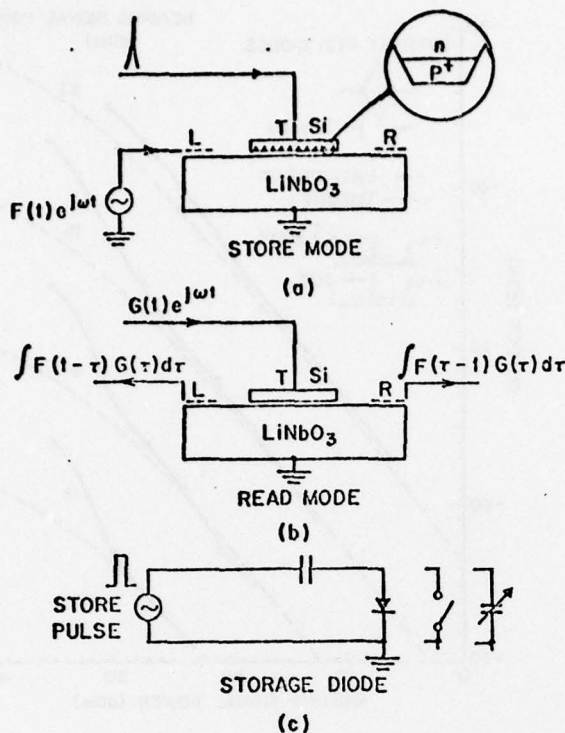 n
P+
T Si
L
R
LiNbO₃
F(t)e^jωt
STORE MODE
(a)
G(t)e^jωt
∫F(t-τ)G(τ)dτ
∫F(τ-t)G(τ)dτ
T Si
L
R
LiNbO₃
READ MODE
(b)
STORE
PULSE
STORAGE DIODE
(c)